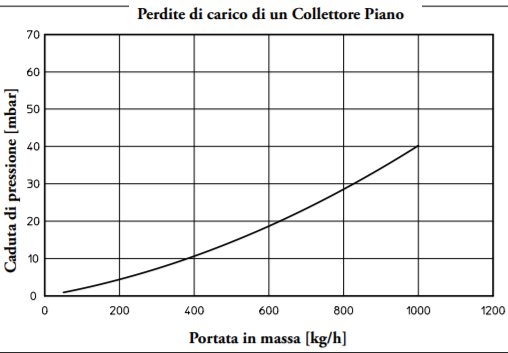 Perdite di carico di un Collettore Piano
70
60
50
40
30
20
10
0
0 200 400 600 800 1000 1200
Caduta di pressione [mbar]
Portata in massa [kg/h]